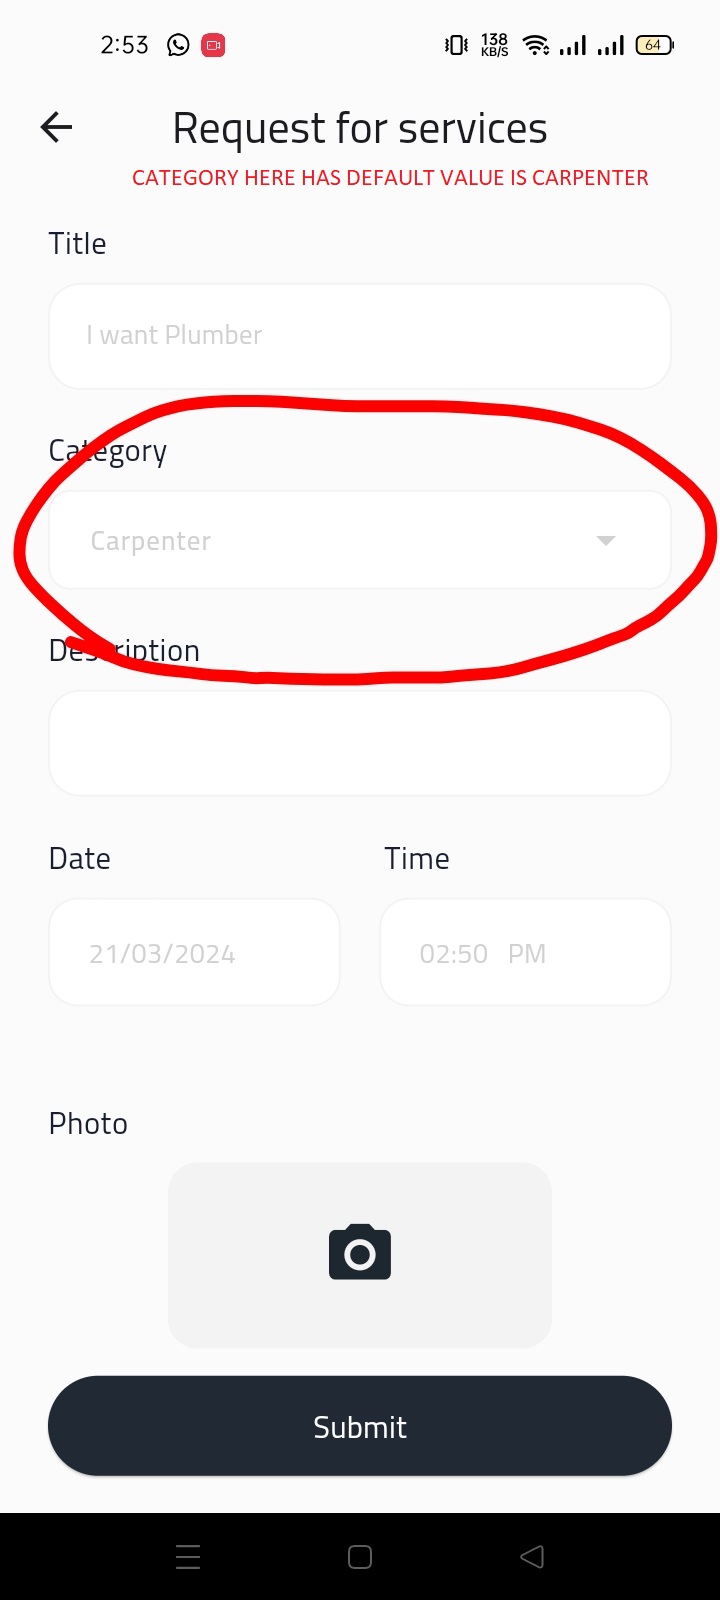 2:53 138 KB/S 64
Request for services
CATEGORY HERE HAS DEFAULT VALUE IS CARPENTER
Title
I want Plumber
Category
Carpenter
Description
Date Time
21/03/2024 02:50 PM
Photo
Submit